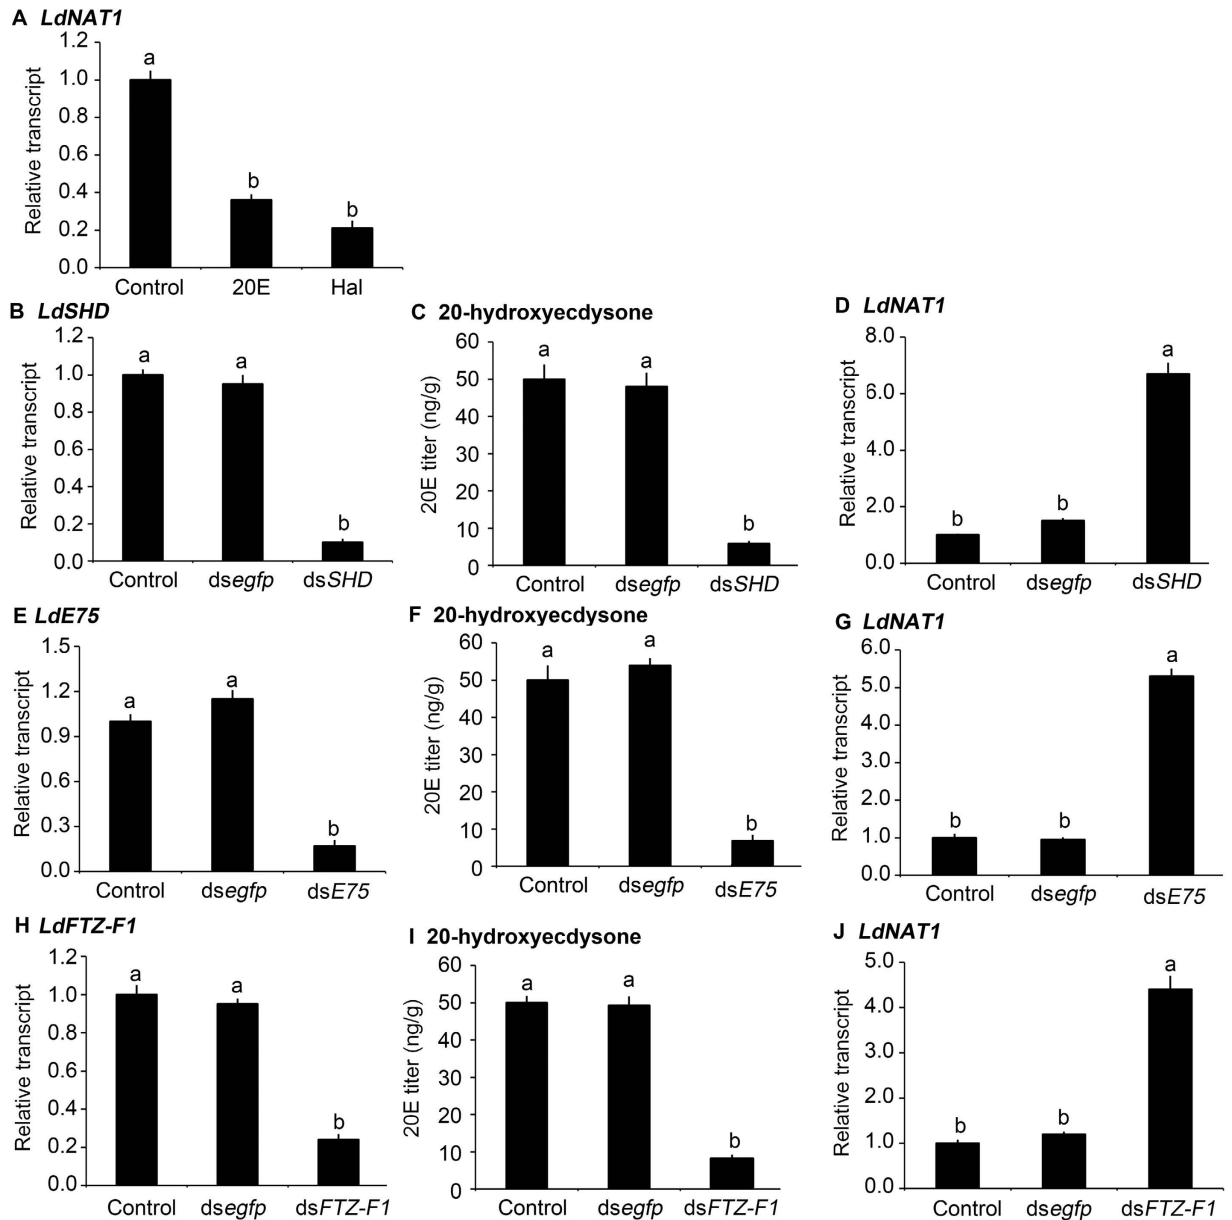 A LdNAT1
Relative transcript
1.2
1.0
0.8
0.6
0.4
0.2
0.0
a
b
b
Control 20E Hal
B LdSHD
Relative transcript
1.2
1.0
0.8
0.6
0.4
0.2
0.0
a
a
b
Control dsegfp dsSHD
C 20-hydroxyecdysone
20E titer (ng/g)
60
50
40
30
20
10
0
a
a
b
Control dsegfp dsSHD
D LdNAT1
Relative transcript
8.0
6.0
4.0
2.0
0.0
b
b
a
Control dsegfp dsSHD
E LdE75
Relative transcript
1.5
1.2
0.9
0.6
0.3
0.0
a
a
b
Control dsegfp dsE75
F 20-hydroxyecdysone
20E titer (ng/g)
60
50
40
30
20
10
0
a
a
b
Control dsegfp dsE75
G LdNAT1
Relative transcript
6.0
5.0
4.0
3.0
2.0
1.0
0.0
b
b
a
Control dsegfp dsE75
H LdFTZ-F1
Relative transcript
1.2
1.0
0.8
0.6
0.4
0.2
0.0
a
a
b
Control dsegfp dsFTZ-F1
I 20-hydroxyecdysone
20E titer (ng/g)
60
50
40
30
20
10
0
a
a
b
Control dsegfp dsFTZ-F1
J LdNAT1
Relative transcript
5.0
4.0
3.0
2.0
1.0
0.0
b
b
a
Control dsegfp dsFTZ-F1